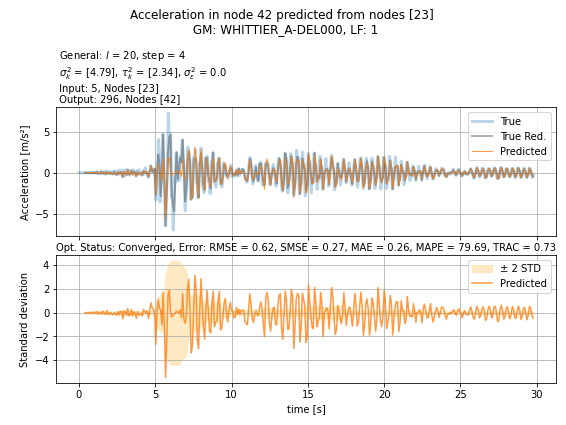 Acceleration in node 42 predicted from nodes [23]
GM: WHITTIER_A-DEL000, LF: 1
General: l = 20, step = 4
σ²ₖ = [4.79], τ²ₖ = [2.34], σ²ε = 0.0
Input: 5, Nodes [23]
Output: 296, Nodes [42]
Acceleration [m/s²]
5
0
−5
True
True Red.
Predicted
Opt. Status: Converged, Error: RMSE = 0.62, SMSE = 0.27, MAE = 0.26, MAPE = 79.69, TRAC = 0.73
Standard deviation
4
2
0
−2
−4
± 2 STD
Predicted
0 5 10 15 20 25 30
time [s]